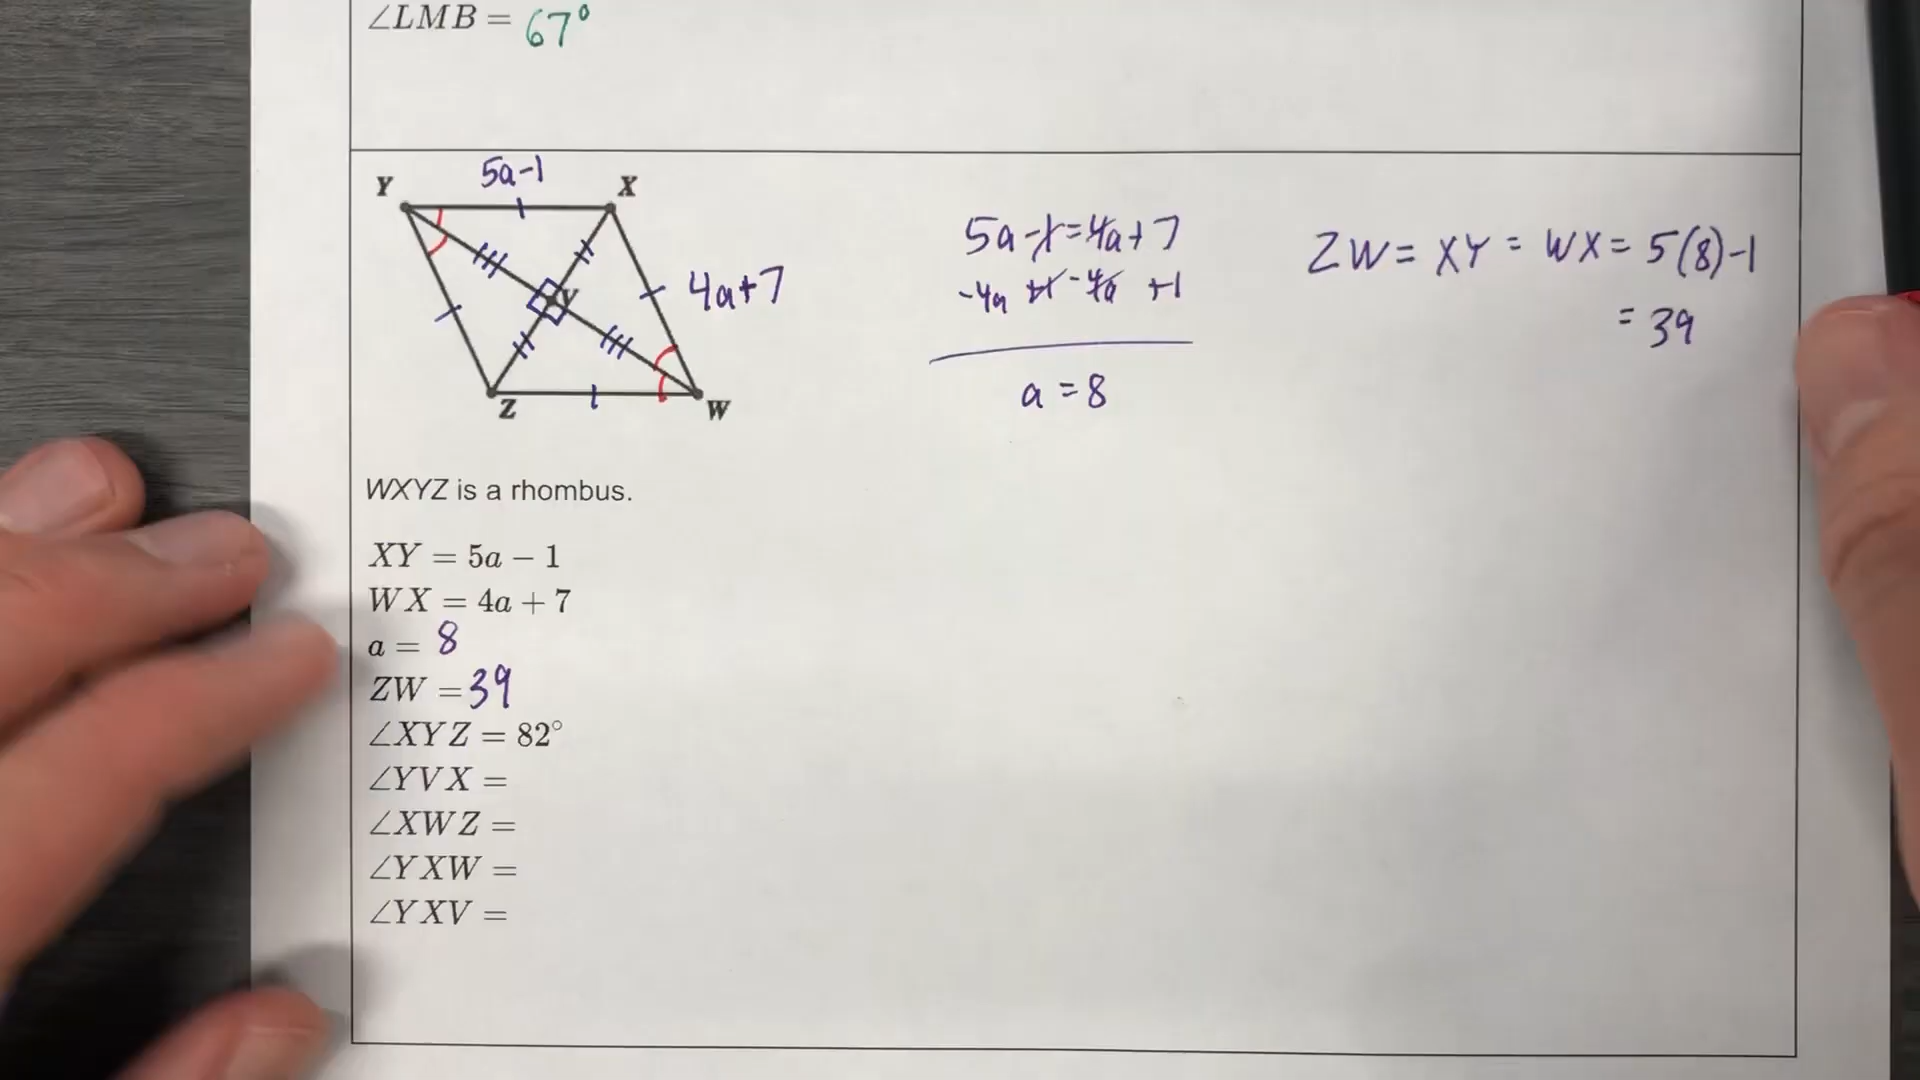 ∠LMB = 67°
5a-1
Y X
V
4a+7
Z W
5a-1=4a+7
-4a +1 -4a +1
a = 8
ZW = XY = WX = 5(8)-1
= 39
WXYZ is a rhombus.
XY = 5a − 1
WX = 4a + 7
a = 8
ZW = 39
∠XYZ = 82°
∠YVX =
∠XWZ =
∠YXW =
∠YXV =